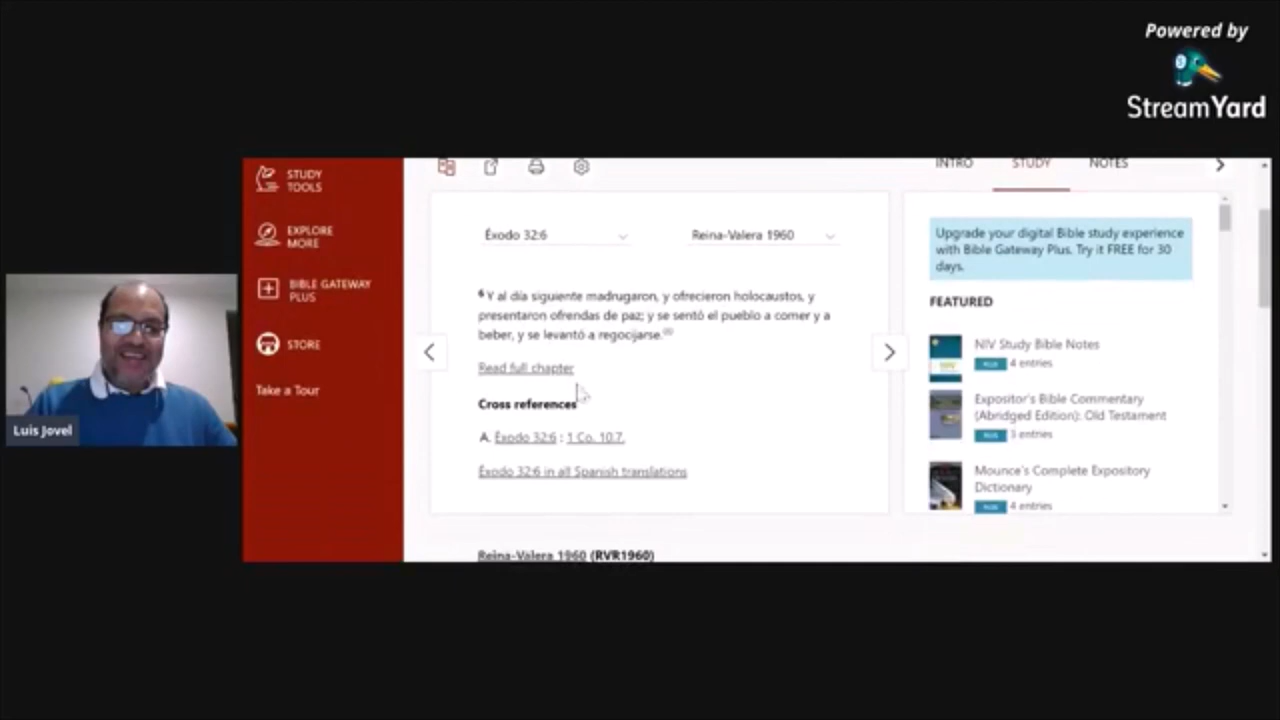 Powered by
StreamYard
STUDY
TOOLS
EXPLORE
MORE
BIBLE GATEWAY
PLUS
STORE
Take a Tour
Luis Jovel
INTRO
STUDY
NOTES
Éxodo 32:6
Reina-Valera 1960
6 Y al día siguiente madrugaron, y ofrecieron holocaustos, y
presentaron ofrendas de paz; y se sentó el pueblo a comer y a
beber, y se levantó a regocijarse.
Read full chapter
Cross references
A. Éxodo 32:6 : 1 Co. 10.7.
Éxodo 32:6 in all Spanish translations
Reina-Valera 1960 (RVR1960)
Upgrade your digital Bible study experience
with Bible Gateway Plus. Try it FREE for 30
days.
FEATURED
NIV Study Bible Notes
PLUS 4 entries
Expositor's Bible Commentary
(Abridged Edition): Old Testament
PLUS 3 entries
Mounce's Complete Expository
Dictionary
PLUS 4 entries